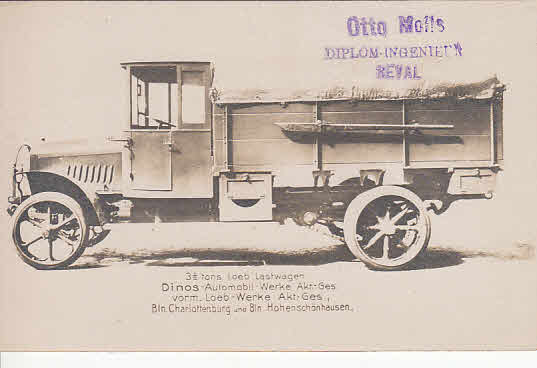 Otto Molls
DIPLOM-INGENIEUR
REVAL
3½ tons Loeb Lastwagen
Dinos-Automobil-Werke Akt.-Ges
vorm. Loeb-Werke Akt.-Ges.,
Bln. Charlottenburg und Bln. Hohenschönhausen.